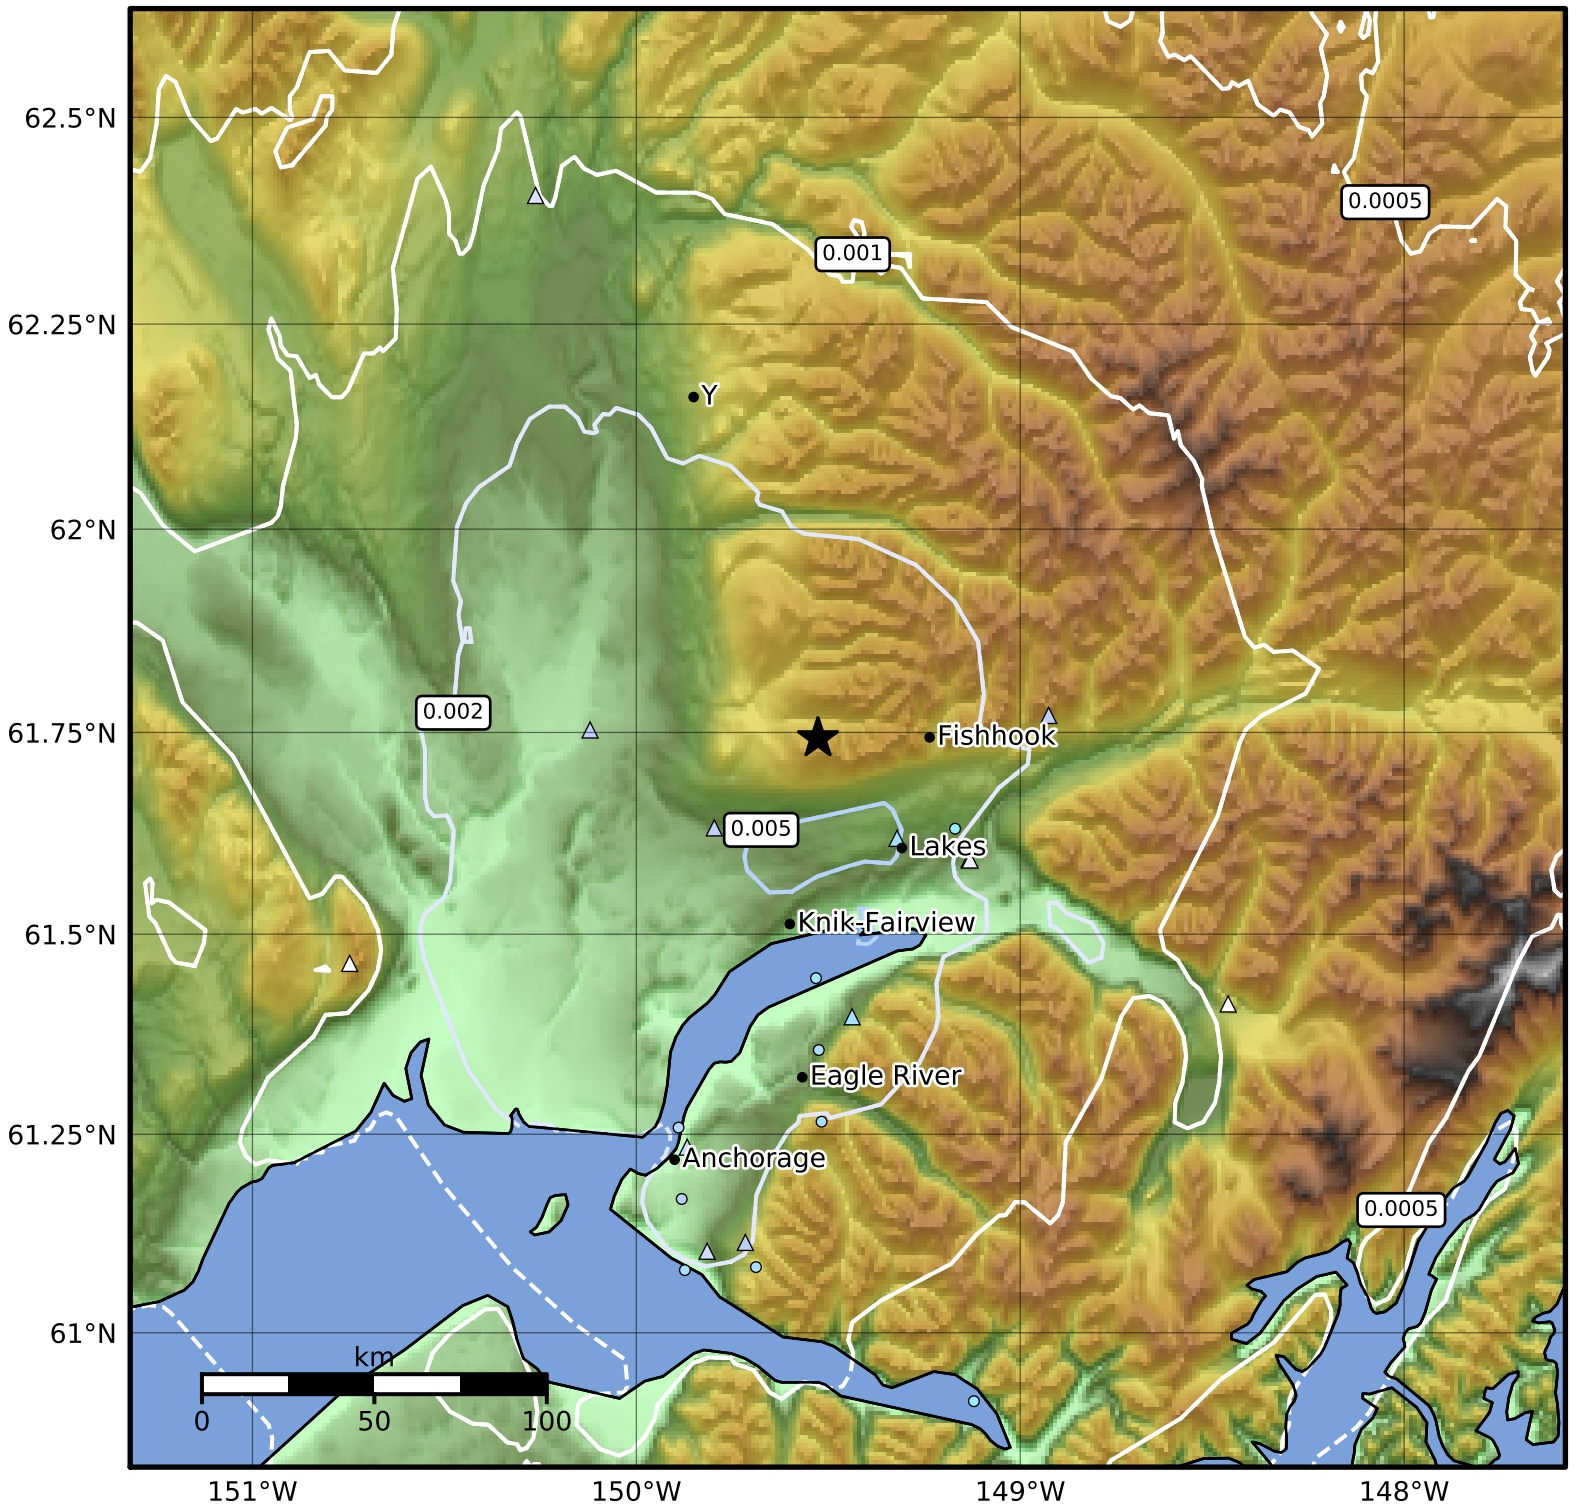 62.5°N
0.0005
0.001
62.25°N
Y
62°N
0.002
61.75°N
Fishhook
0.005
Lakes
61.5°N
Knik-Fairview
Eagle River
61.25°N
Anchorage
0.0005
61°N
km
0
50
100
151°W
150°W
149°W
148°W